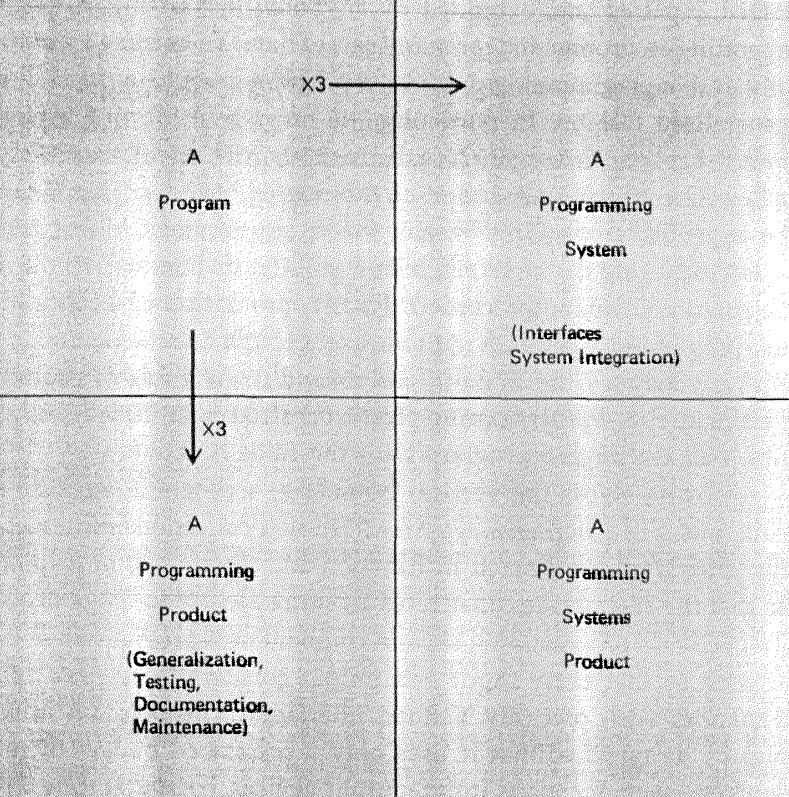 X3
A
Program
A
Programming
System
(Interfaces
System Integration)
X3
A
Programming
Product
(Generalization,
Testing,
Documentation,
Maintenance)
A
Programming
Systems
Product